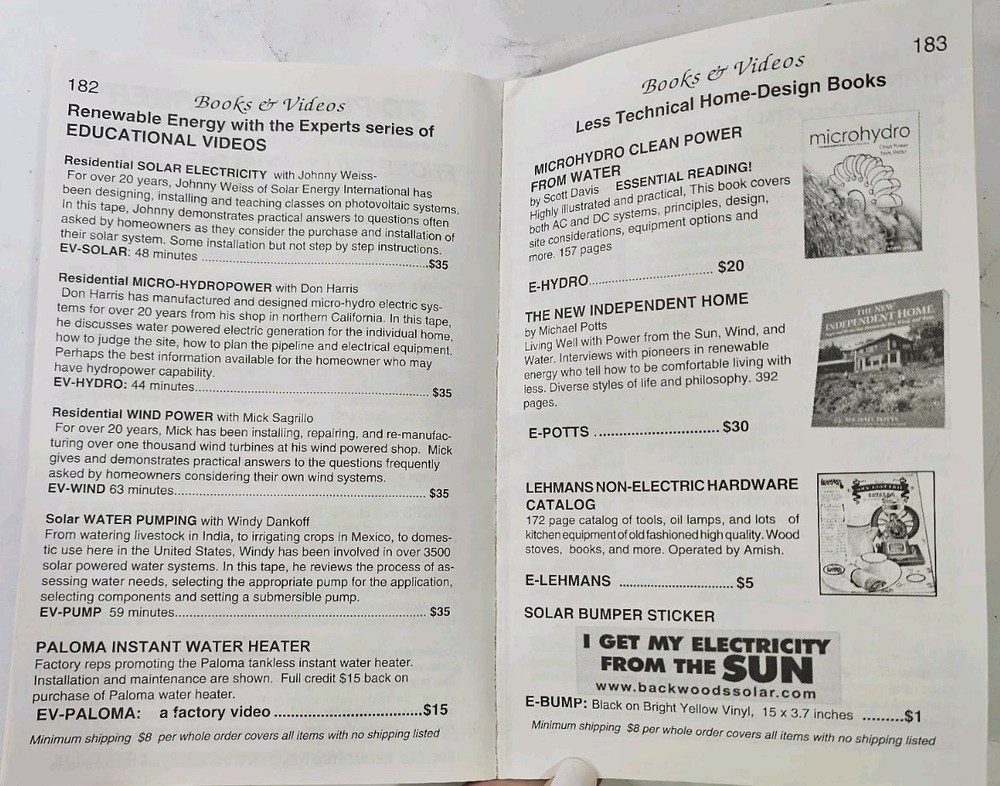 182
Books & Videos
Renewable Energy with the Experts series of
EDUCATIONAL VIDEOS
Residential SOLAR ELECTRICITY with Johnny Weiss-
For over 20 years, Johnny Weiss of Solar Energy International has
been designing, installing and teaching classes on photovoltaic systems.
In this tape, Johnny demonstrates practical answers to questions often
asked by homeowners as they consider the purchase and installation of
their solar system. Some installation but not step by step instructions.
EV-SOLAR: 48 minutes ..................................................$35
Residential MICRO-HYDROPOWER with Don Harris
Don Harris has manufactured and designed micro-hydro electric sys-
tems for over 20 years from his shop in northern California. In this tape,
he discusses water powered electric generation for the individual home,
how to judge the site, how to plan the pipeline and electrical equipment.
Perhaps the best information available for the homeowner who may
have hydropower capability.
EV-HYDRO: 44 minutes.................................................... $35
Residential WIND POWER with Mick Sagrillo
For over 20 years, Mick has been installing, repairing, and re-manufac-
turing over one thousand wind turbines at his wind powered shop. Mick
gives and demonstrates practical answers to the questions frequently
asked by homeowners considering their own wind systems.
EV-WIND 63 minutes....................................................... $35
Solar WATER PUMPING with Windy Dankoff
From watering livestock in India, to irrigating crops in Mexico, to domes-
tic use here in the United States, Windy has been involved in over 3500
solar powered water systems. In this tape, he reviews the process of as-
sessing water needs, selecting the appropriate pump for the application,
selecting components and setting a submersible pump.
EV-PUMP 59 minutes....................................................... $35
PALOMA INSTANT WATER HEATER
Factory reps promoting the Paloma tankless instant water heater.
Installation and maintenance are shown. Full credit $15 back on
purchase of Paloma water heater.
EV-PALOMA: a factory video ................................$15
Minimum shipping $8 per whole order covers all items with no shipping listed
183
Books & Videos
Less Technical Home-Design Books
MICROHYDRO CLEAN POWER
FROM WATER
by Scott Davis ESSENTIAL READING!
Highly illustrated and practical, This book covers
both AC and DC systems, principles, design,
site considerations, equipment options and
more. 157 pages
E-HYDRO............................ $20
microhydro
Clean Power
from Water
THE NEW INDEPENDENT HOME
by Michael Potts
Living Well with Power from the Sun, Wind, and
Water. Interviews with pioneers in renewable
energy who tell how to be comfortable living with
less. Diverse styles of life and philosophy. 392
pages.
E-POTTS ............................ $30
THE NEW
INDEPENDENT HOME
MICHAEL POTTS
LEHMANS NON-ELECTRIC HARDWARE
CATALOG
172 page catalog of tools, oil lamps, and lots of
kitchen equipment of old fashioned high quality. Wood
stoves, books, and more. Operated by Amish.
E-LEHMANS ......................... $5
CATALOG
SOLAR BUMPER STICKER
I GET MY ELECTRICITY
FROM THE SUN
www.backwoodssolar.com
E-BUMP: Black on Bright Yellow Vinyl, 15 x 3.7 inches .........$1
Minimum shipping $8 per whole order covers all items with no shipping listed